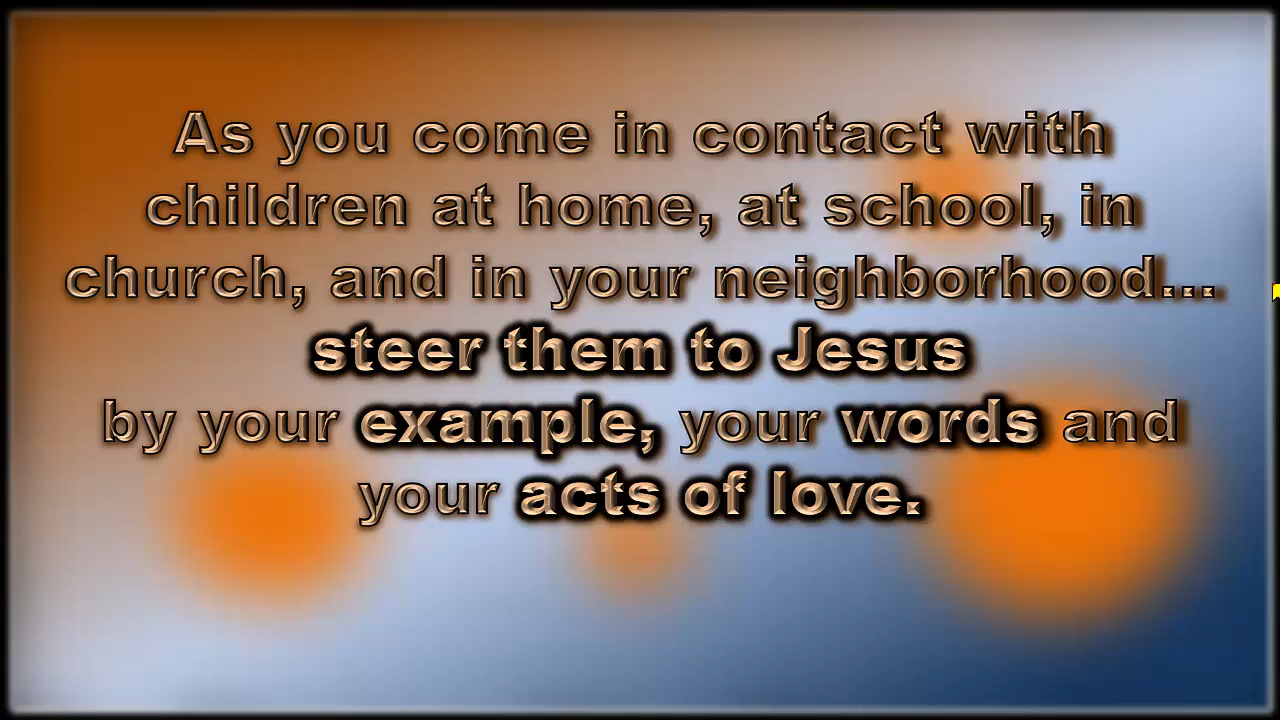 As you come in contact with
children at home, at school, in
church, and in your neighborhood...
steer them to Jesus
by your example, your words and
your acts of love.